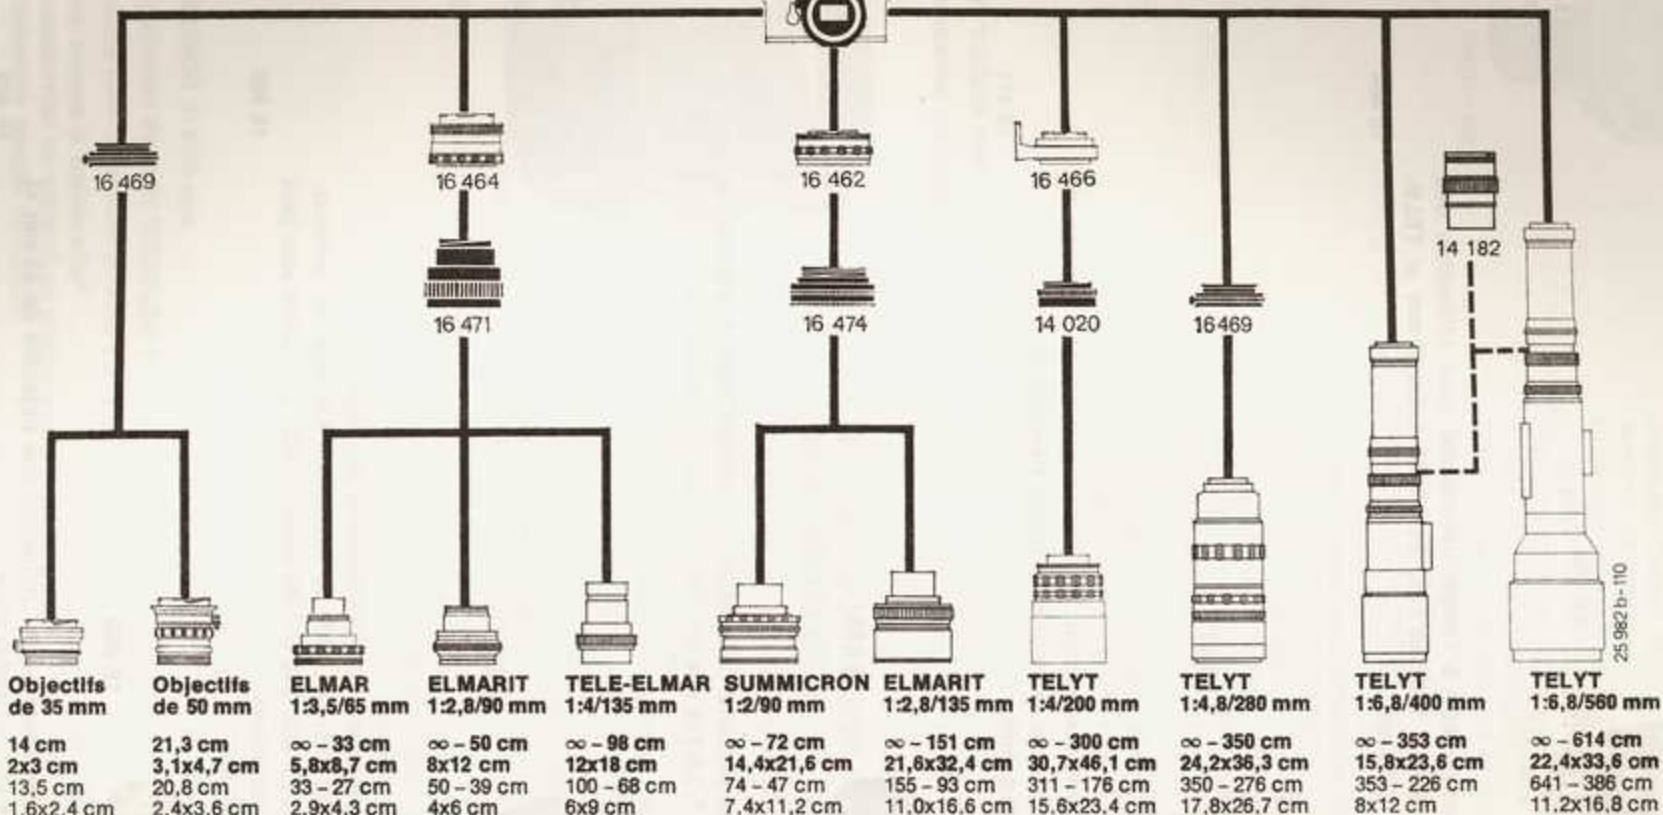 16 469
16 464
16 462
16 466
14 182
16 471
16 474
14 020
16 469
25 982 b - 110
Objectifs de 35 mm
14 cm
2x3 cm
13,5 cm
1,6x2,4 cm
Objectifs de 50 mm
21,3 cm
3,1x4,7 cm
20,8 cm
2,4x3,6 cm
ELMAR
1:3,5/65 mm
∞ – 33 cm
5,8x8,7 cm
33 – 27 cm
2,9x4,3 cm
ELMARIT
1:2,8/90 mm
∞ – 50 cm
8x12 cm
50 – 39 cm
4x6 cm
TELE-ELMAR
1:4/135 mm
∞ – 98 cm
12x18 cm
100 – 68 cm
6x9 cm
SUMMICRON
1:2/90 mm
∞ – 72 cm
14,4x21,6 cm
74 – 47 cm
7,4x11,2 cm
ELMARIT
1:2,8/135 mm
∞ – 151 cm
21,6x32,4 cm
155 – 93 cm
11,0x16,6 cm
TELYT
1:4/200 mm
∞ – 300 cm
30,7x46,1 cm
311 – 176 cm
15,6x23,4 cm
TELYT
1:4,8/280 mm
∞ – 350 cm
24,2x36,3 cm
350 – 276 cm
17,8x26,7 cm
TELYT
1:6,8/400 mm
∞ – 353 cm
15,8x23,6 cm
353 – 226 cm
8x12 cm
TELYT
1:6,8/560 mm
∞ – 614 cm
22,4x33,6 cm
641 – 386 cm
11,2x16,8 cm